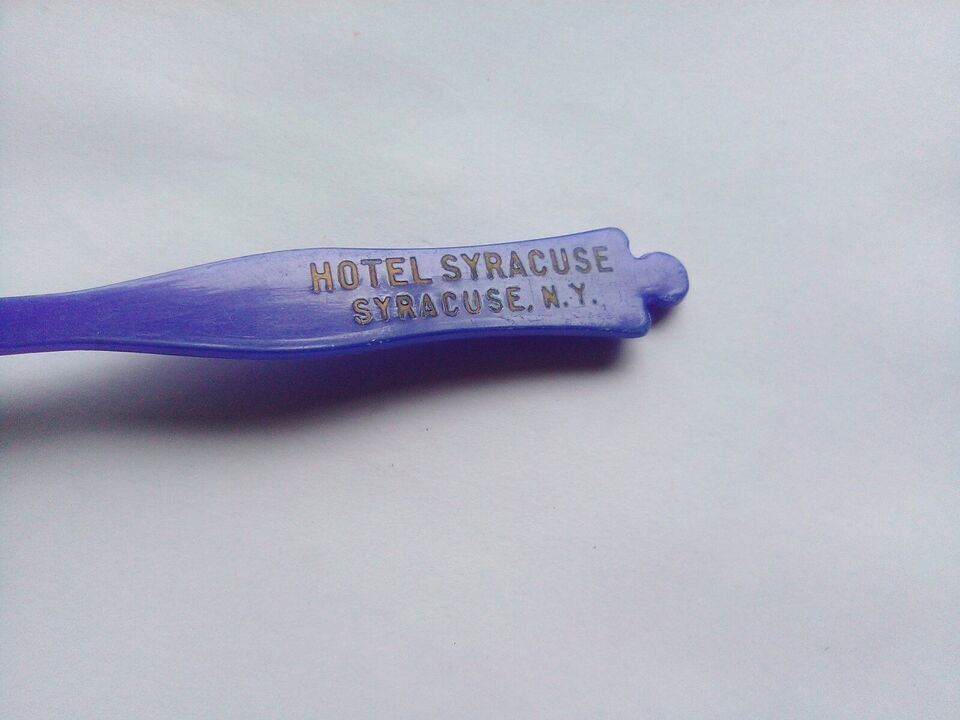 HOTEL SYRACUSE
SYRACUSE, N.Y.